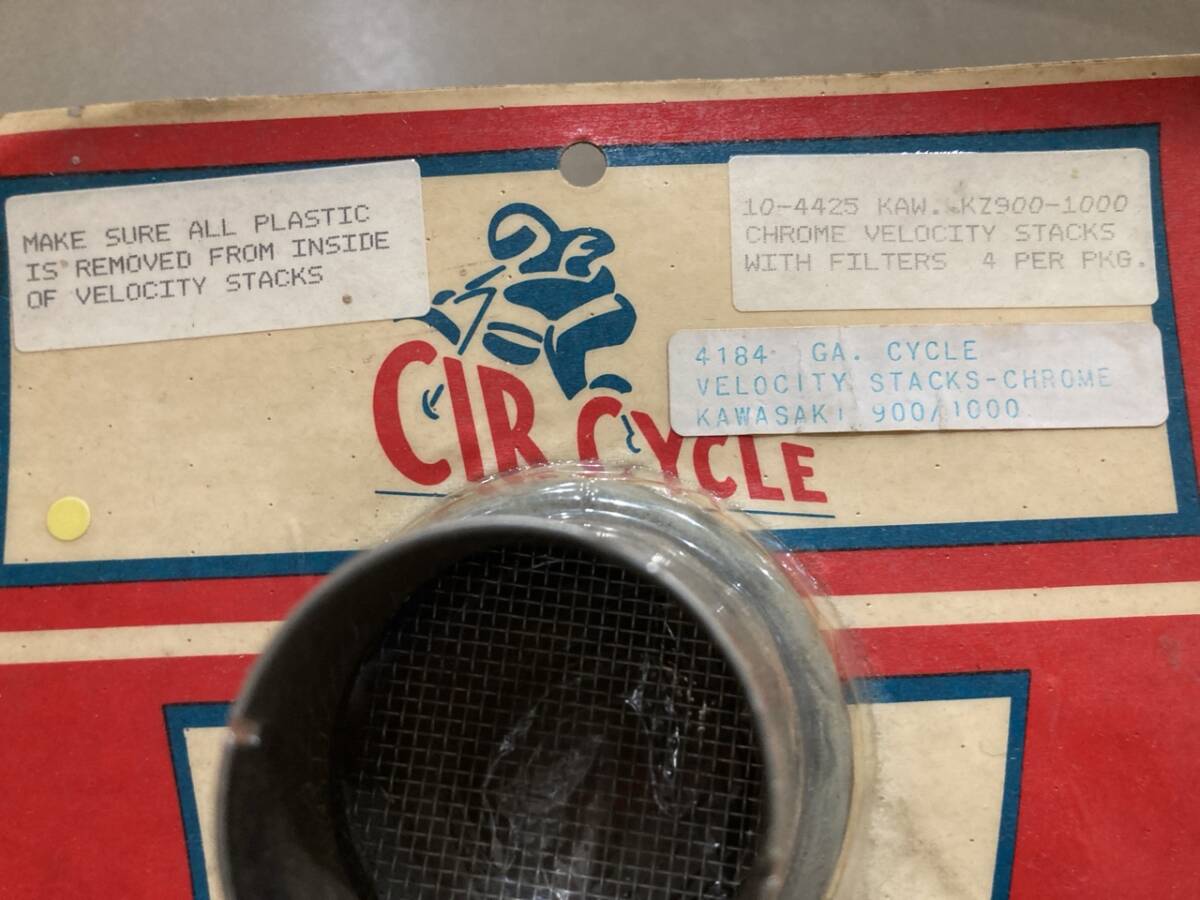 MAKE SURE ALL PLASTIC
IS REMOVED FROM INSIDE
OF VELOCITY STACKS
10-4425 KAW. KZ900-1000
CHROME VELOCITY STACKS
WITH FILTERS 4 PER PKG.
4184 GA. CYCLE
VELOCITY STACKS-CHROME
KAWASAKI 900/1000
CIR CYCLE